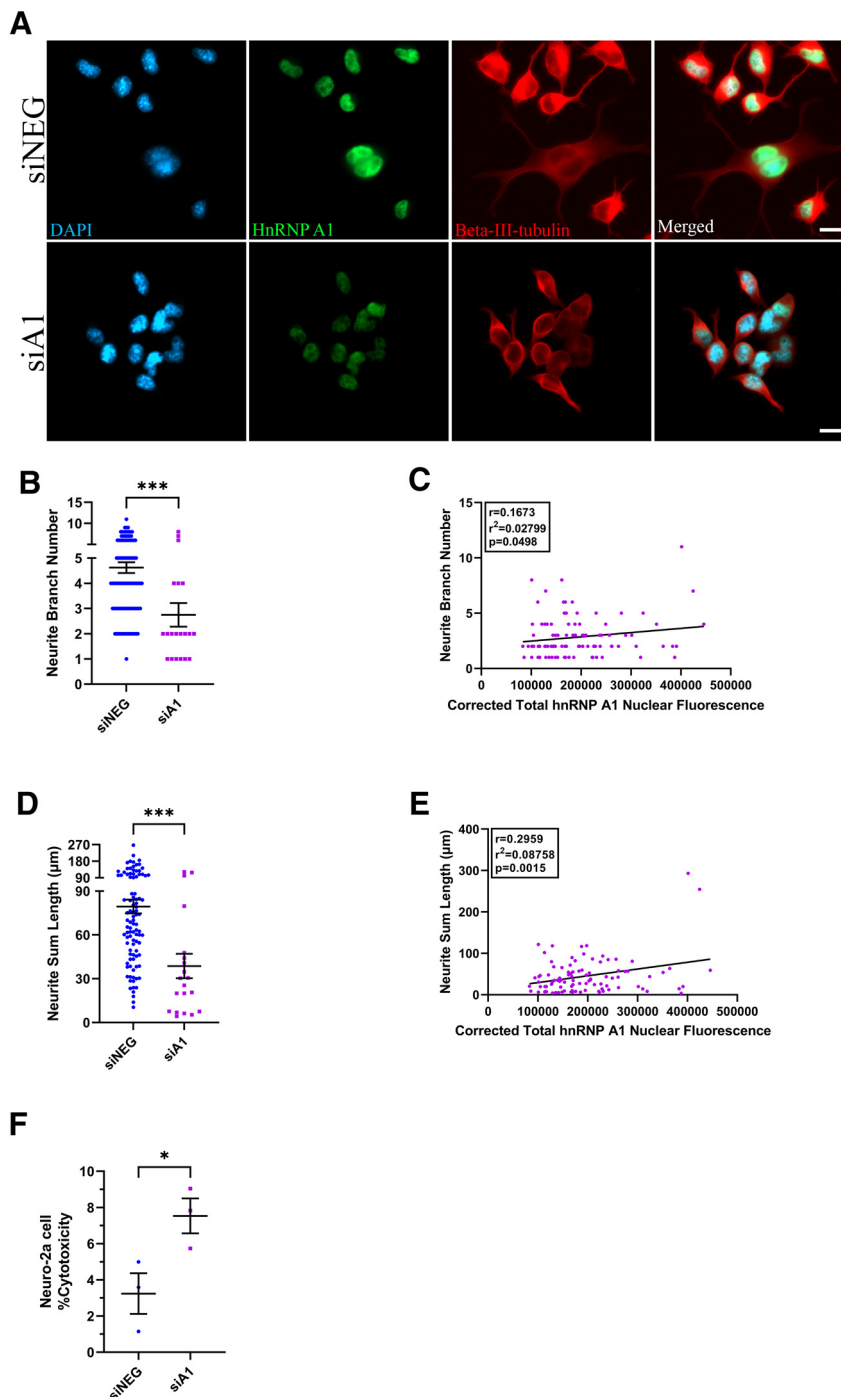 A
siNEG
DAPI
HnRNP A1
Beta-III-tubulin
Merged
siA1
B
***
Neurite Branch Number
15
10
5
5
4
3
2
1
0
siNEG
siA1
C
r=0.1673
r²=0.02799
p=0.0498
Neurite Branch Number
15
10
5
0
0
100000
200000
300000
400000
500000
Corrected Total hnRNP A1 Nuclear Fluorescence
D
***
Neurite Sum Length (µm)
270
180
90
90
60
30
0
siNEG
siA1
E
r=0.2959
r²=0.08758
p=0.0015
Neurite Sum Length (µm)
400
300
200
100
0
0
100000
200000
300000
400000
500000
Corrected Total hnRNP A1 Nuclear Fluorescence
F
*
Neuro-2a cell
%Cytotoxicity
10
8
6
4
2
0
siNEG
siA1